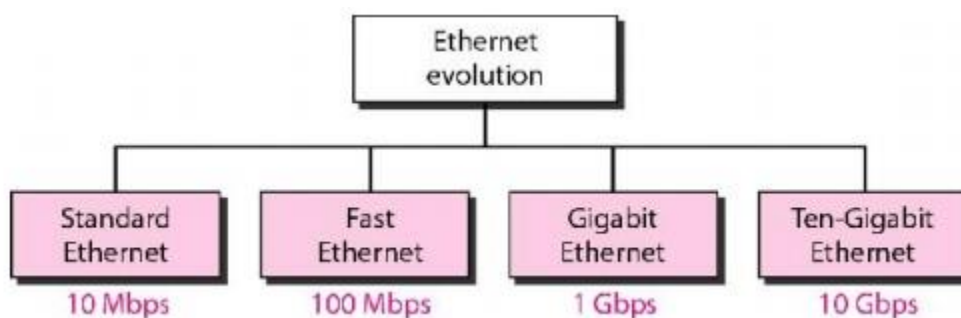 Ethernet
evolution
Standard
Ethernet
Fast
Ethernet
Gigabit
Ethernet
Ten-Gigabit
Ethernet
10 Mbps
100 Mbps
1 Gbps
10 Gbps